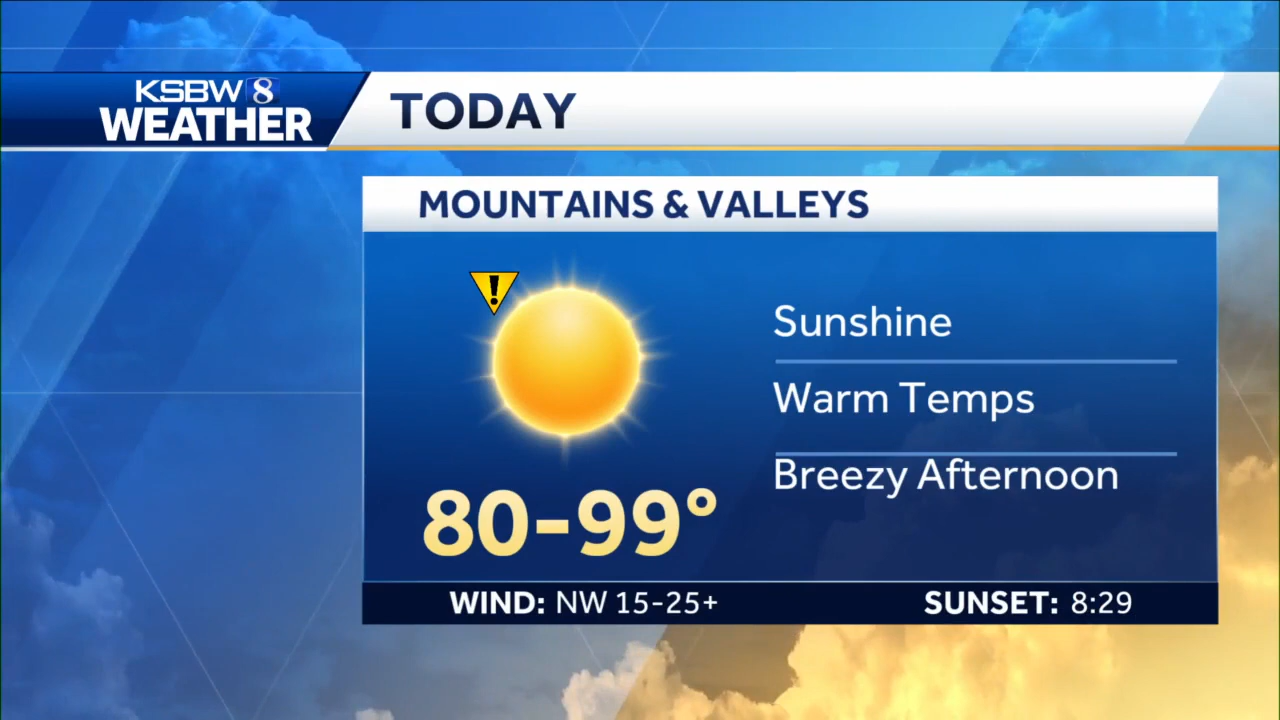 KSBW 8
WEATHER
TODAY
MOUNTAINS & VALLEYS
!
Sunshine
Warm Temps
Breezy Afternoon
80-99°
WIND: NW 15-25+
SUNSET: 8:29